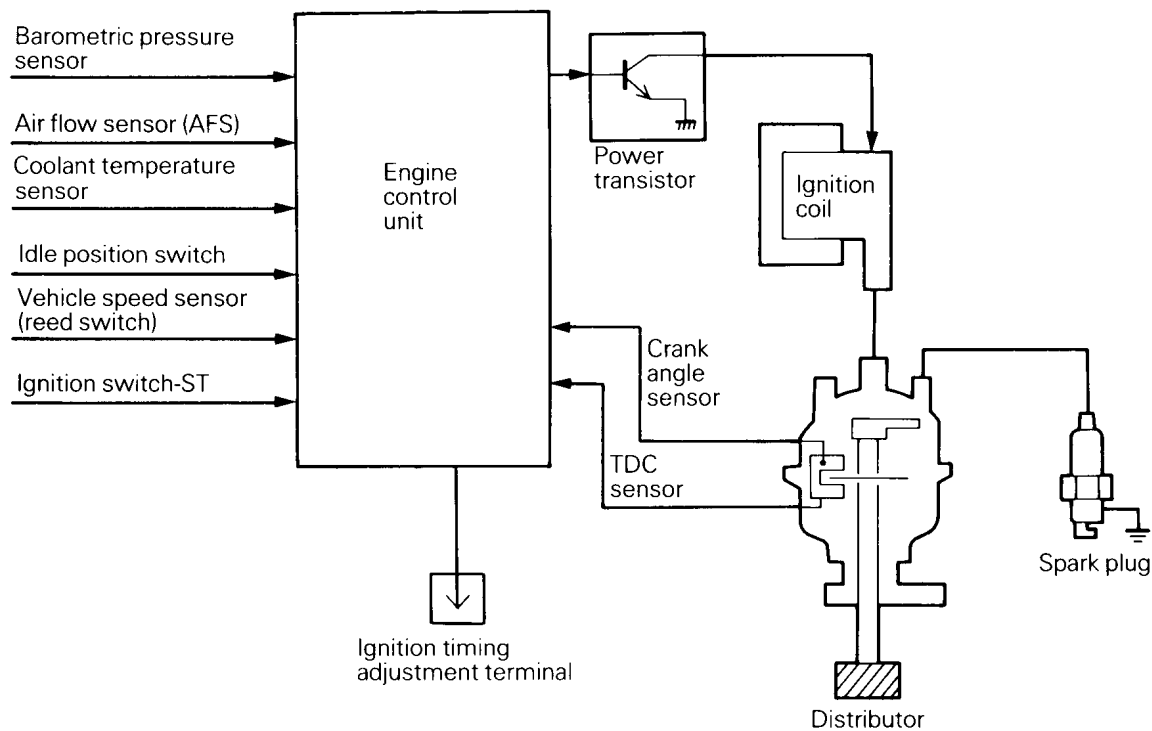 Barometric pressure
sensor
Air flow sensor (AFS)
Coolant temperature
sensor
Idle position switch
Vehicle speed sensor
(reed switch)
Ignition switch-ST
Engine
control
unit
Power
transistor
Ignition
coil
Crank
angle
sensor
TDC
sensor
Spark plug
Ignition timing
adjustment terminal
Distributor